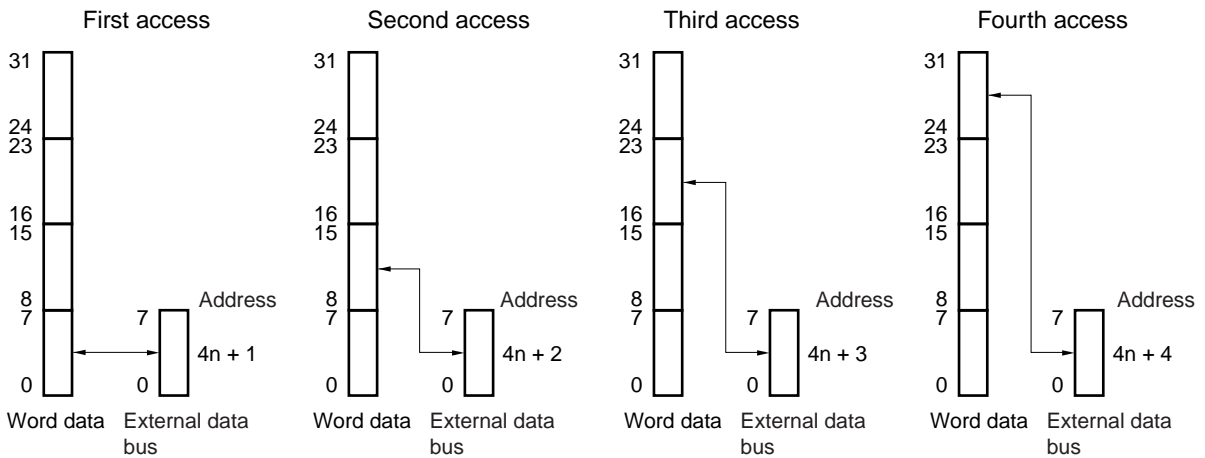 First access
31
24
23
16
15
8
7
0
Address
7
4n + 1
0
Word data
External data
bus
Second access
31
24
23
16
15
8
7
0
Address
7
4n + 2
0
Word data
External data
bus
Third access
31
24
23
16
15
8
7
0
Address
7
4n + 3
0
Word data
External data
bus
Fourth access
31
24
23
16
15
8
7
0
Address
7
4n + 4
0
Word data
External data
bus